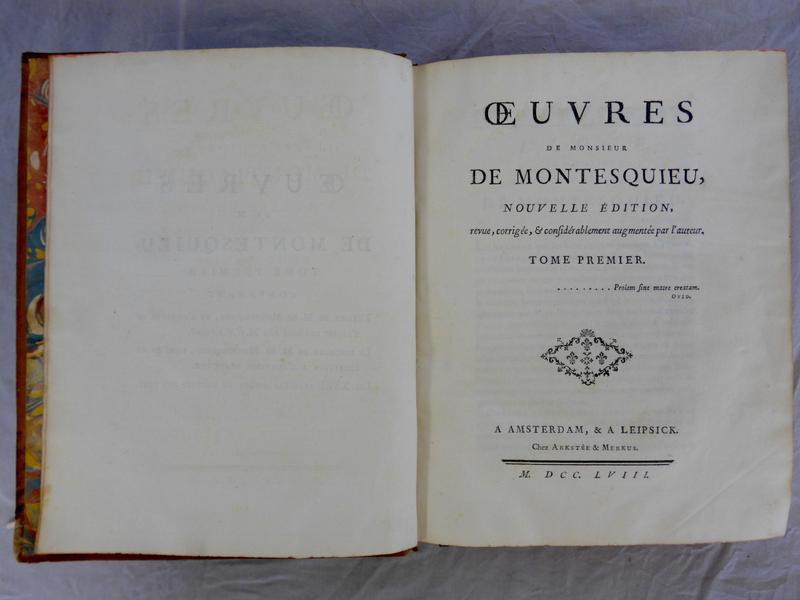 ŒUVRES
DE MONSIEUR
DE MONTESQUIEU,
NOUVELLE ÉDITION,
revue, corrigée, & considérablement augmentée par l'auteur.
TOME PREMIER.
. . . . . . . . . Prolem sine matre creatam.
OVID.
A AMSTERDAM, & A LEIPSICK.
Chez ARKSTÉE & MERKUS.
M. DCC. LVIII.